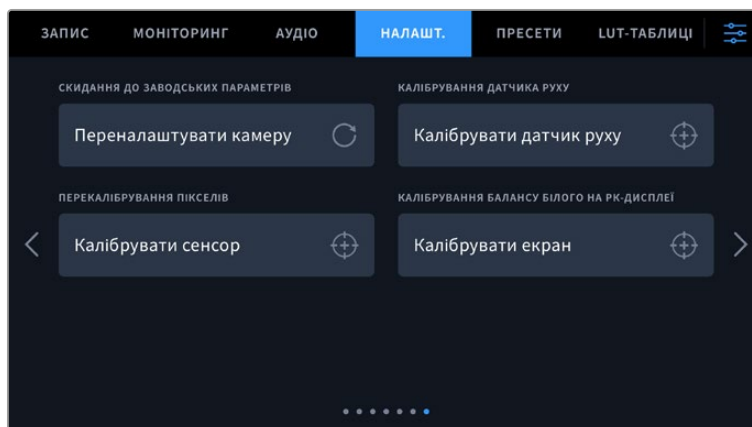 ЗАПИС МОНІТОРИНГ АУДІО НАЛАШТ. ПРЕСЕТИ LUT-ТАБЛИЦІ
СКИДАННЯ ДО ЗАВОДСЬКИХ ПАРАМЕТРІВ
Переналаштувати камеру
КАЛІБРУВАННЯ ДАТЧИКА РУХУ
Калібрувати датчик руху
ПЕРЕКАЛІБРУВАННЯ ПІКСЕЛІВ
Калібрувати сенсор
КАЛІБРУВАННЯ БАЛАНСУ БІЛОГО НА РК-ДИСПЛЕЇ
Калібрувати екран